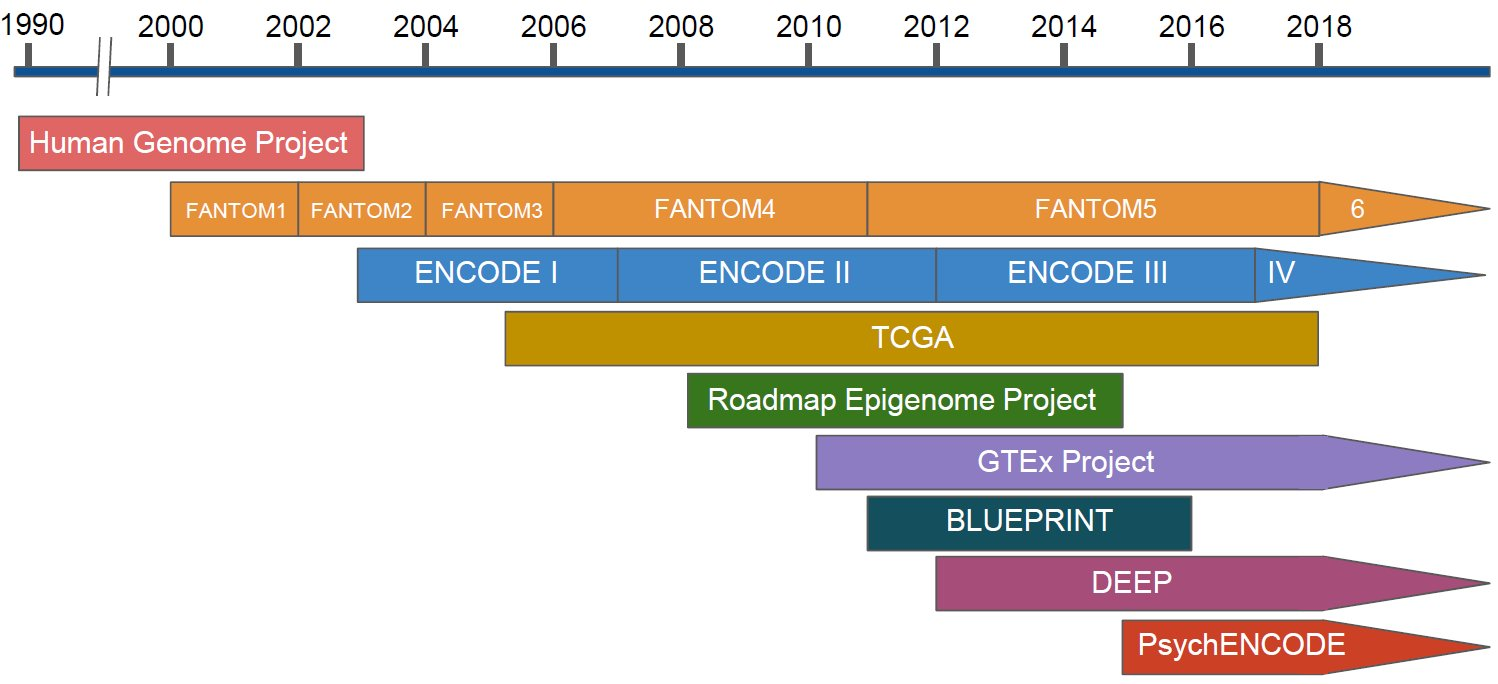 1990 2000 2002 2004 2006 2008 2010 2012 2014 2016 2018
Human Genome Project
FANTOM1 FANTOM2 FANTOM3 FANTOM4 FANTOM5 6
ENCODE I ENCODE II ENCODE III IV
TCGA
Roadmap Epigenome Project
GTEx Project
BLUEPRINT
DEEP
PsychENCODE